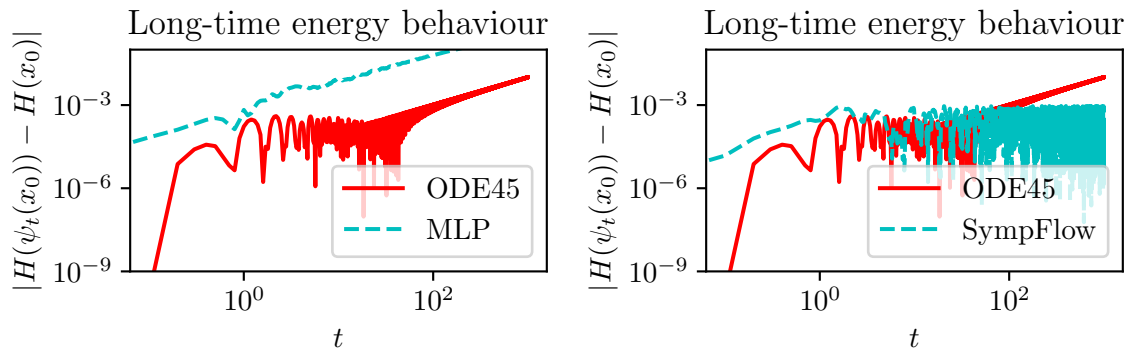 Long-time energy behaviour
|H(ψ_t(x_0)) − H(x_0)|
10^{-3}
10^{-6}
10^{-9}
10^0
10^2
t
ODE45
MLP
Long-time energy behaviour
|H(ψ_t(x_0)) − H(x_0)|
10^{-3}
10^{-6}
10^{-9}
10^0
10^2
t
ODE45
SympFlow